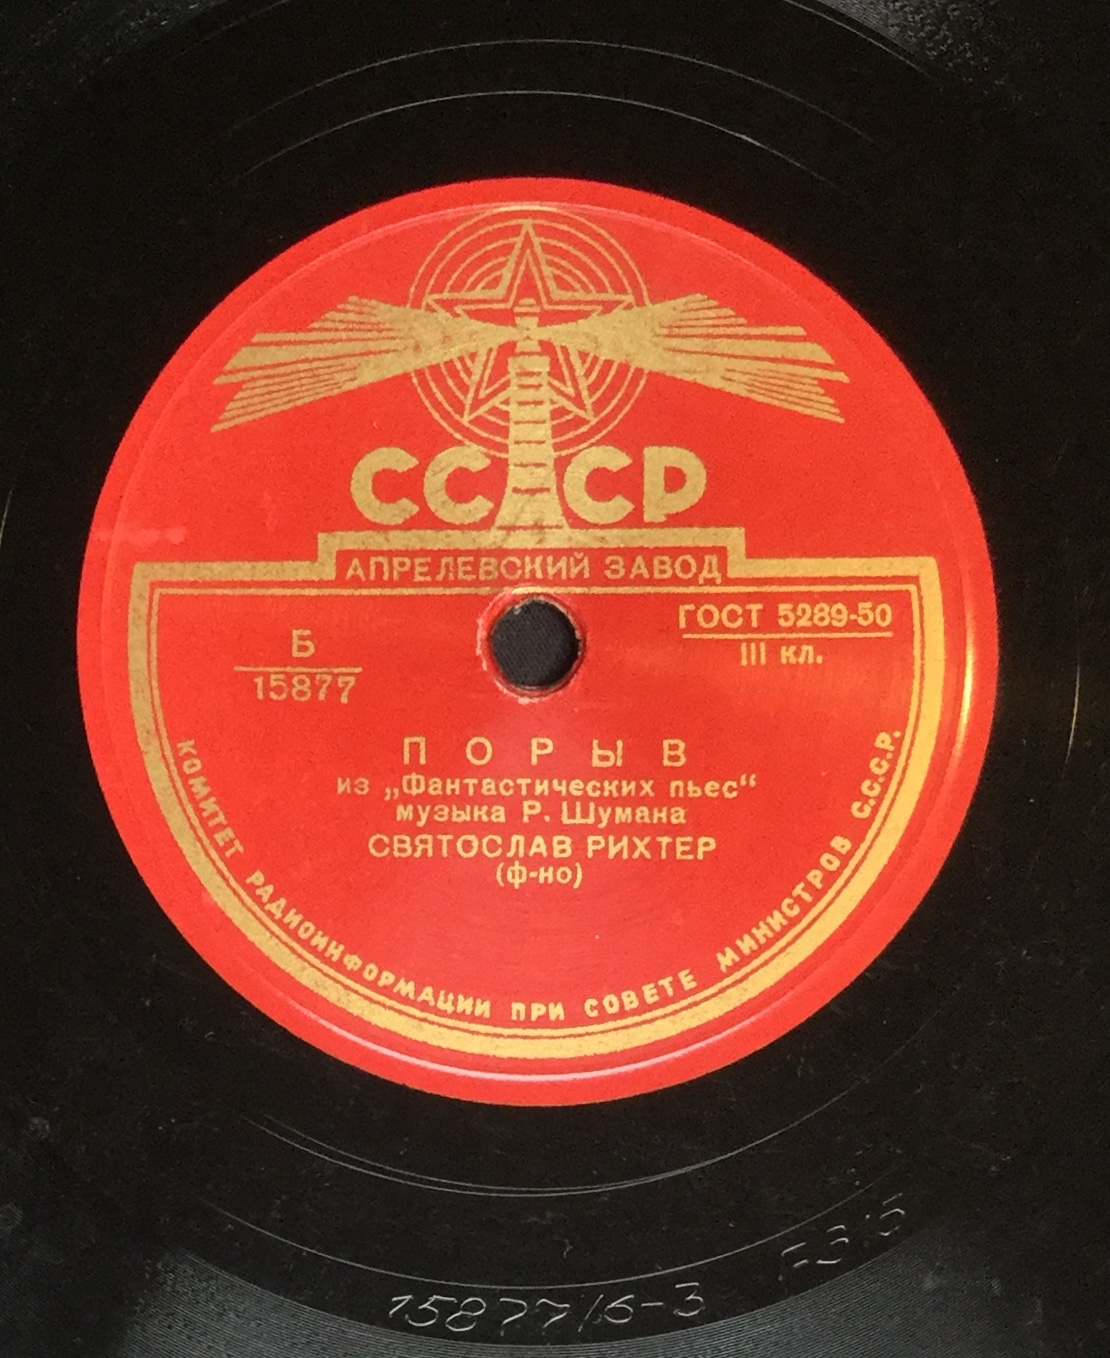 СССР
АПРЕЛЕВСКИЙ ЗАВОД
ГОСТ 5289-50
III кл.
Б
15877
ПОРЫВ
из „Фантастических пьес“
музыка Р. Шумана
СВЯТОСЛАВ РИХТЕР
(ф-но)
КОМИТЕТ РАДИОИНФОРМАЦИИ ПРИ СОВЕТЕ МИНИСТРОВ С.С.С.Р.
15877/6-3